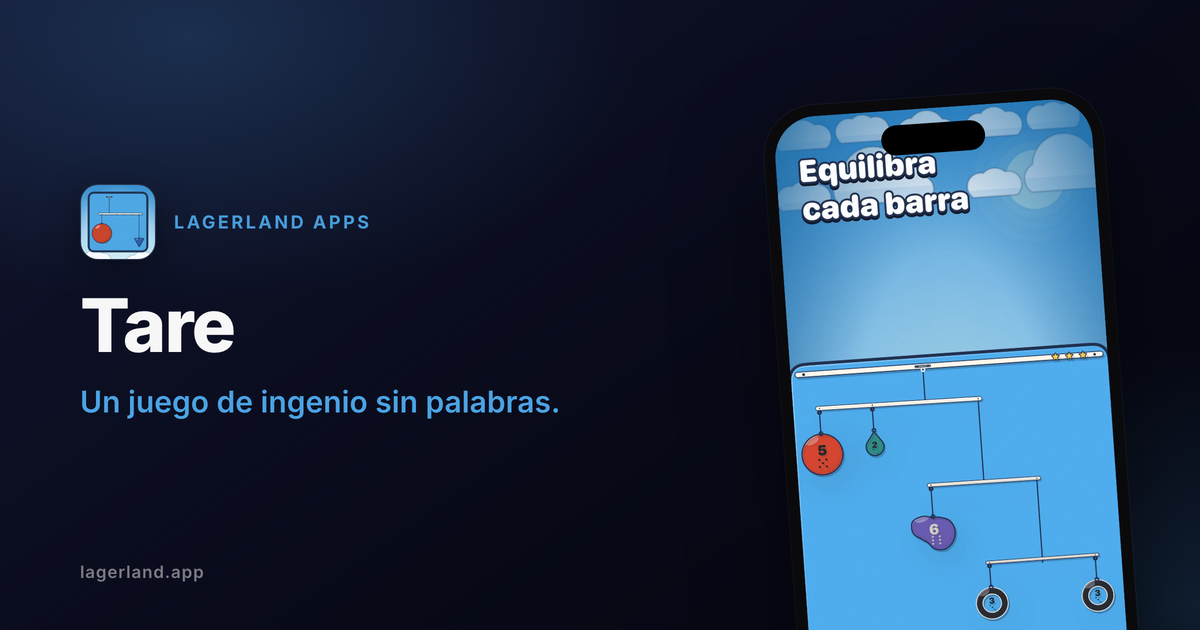 LAGERLAND APPS
Tare
Un juego de ingenio sin palabras.
lagerland.app
Equilibra
cada barra
5
2
6
3
3